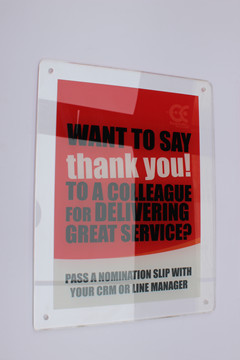 WANT TO SAY
thank you!
TO A COLLEAGUE
FOR DELIVERING
GREAT SERVICE?
PASS A NOMINATION SLIP WITH
YOUR CRM OR LINE MANAGER